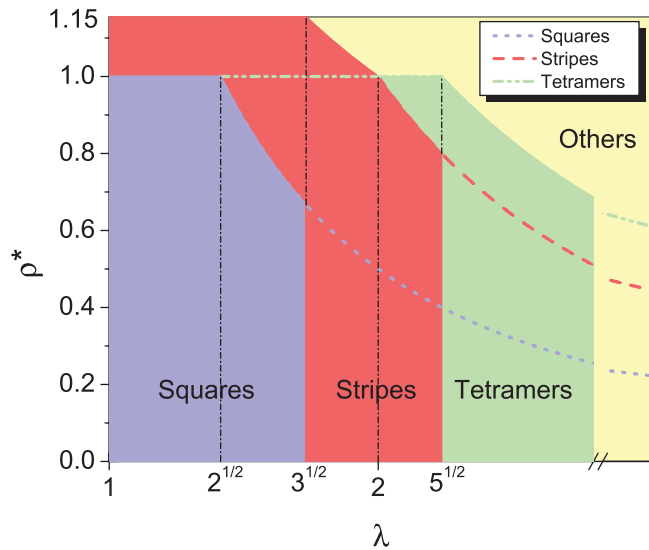 1.15
1.0
0.8
0.6
0.4
0.2
0.0
ρ*
Squares
Stripes
Tetramers
Others
Squares
Stripes
Tetramers
1
2^{1/2}
3^{1/2}
2
5^{1/2}
λ